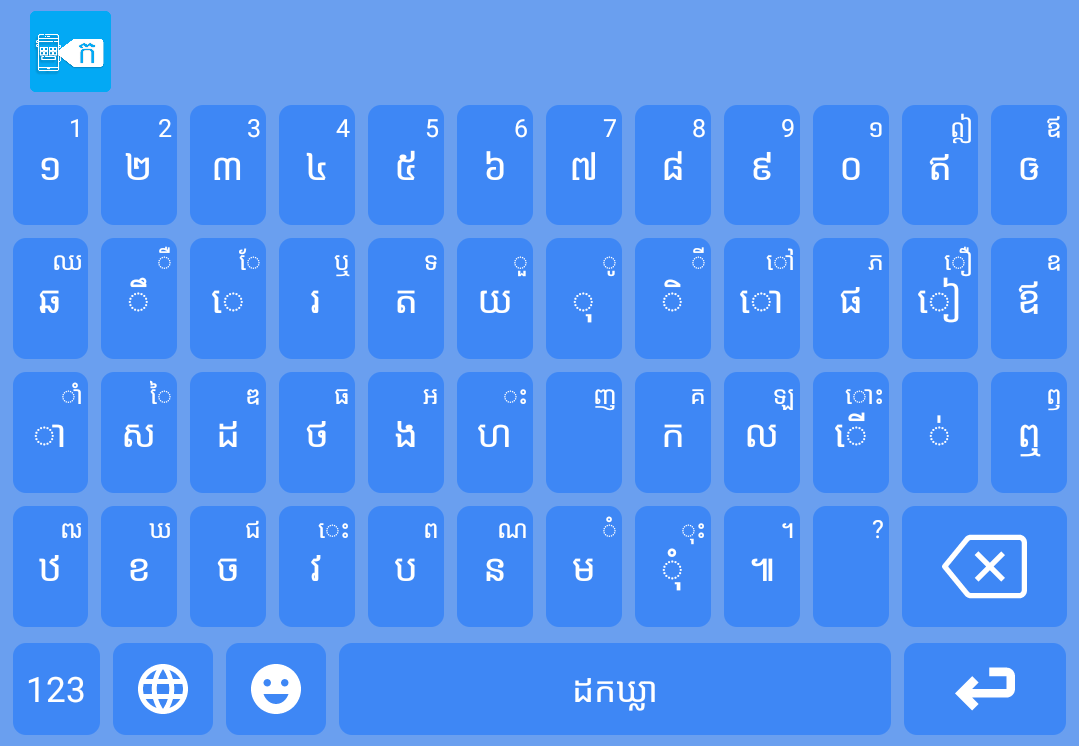 ក៊
1 2 3 4 5 6 7 8 9 ១ ឦ ឱ
១ ២ ៣ ៤ ៥ ៦ ៧ ៨ ៩ ០ ឥ ឲ
ឈ ឺ ែ ឬ ទ ួ ូ ី ៅ ភ ឿ ឧ
ឆ ឹ េ រ ត យ ុ ិ ោ ផ ៀ ឪ
ាំ ៃ ឌ ធ អ ះ ញ គ ឡ ោះ ឭ
ា ស ដ ថ ង ហ ក ល ើ ់ ឮ
ឍ ឃ ជ េះ ព ណ ំ ុះ ។ ?
ឋ ខ ច វ ប ន ម ុំ ៕
123 ដកឃ្លា